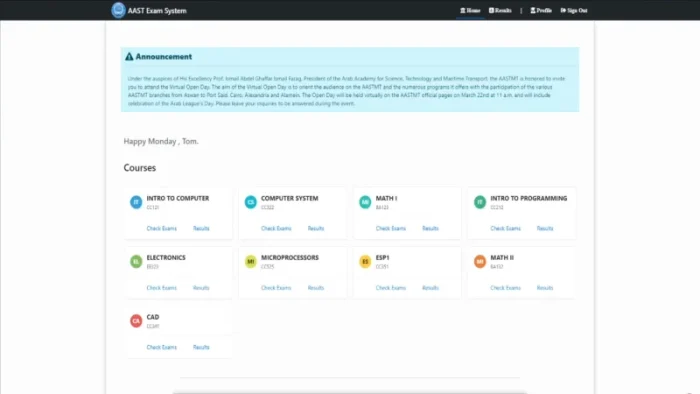 AAST Exam System
Home
Results
|
Profile
Sign Out
Announcement
Under the auspices of His Excellency Prof. Ismail Abdel Ghaffar Ismail Farag, President of the Arab Academy for Science, Technology and Maritime Transport, the AASTMT is honored to invite
you to attend the Virtual Open Day. The aim of the Virtual Open Day is to orient the audience on the AASTMT and the numerous programs it offers with the participation of the various
AASTMT branches from Aswan to Port Said, Cairo, Alexandria and Alamein. The Open Day will be held virtually on the AASTMT official pages on March 22nd at 11 a.m. and will include
celebration of the Arab League's Day. Please leave your inquiries to be answered during the event.
Happy Monday , Tom.
Courses
IT
INTRO TO COMPUTER
CC111
Check Exams Results
CS
COMPUTER SYSTEM
Check Exams Results
MI
MATH I
BA123
Check Exams Results
IT
INTRO TO PROGRAMMING
Check Exams Results
EL
ELECTRONICS
Check Exams Results
MI
MICROPROCESSORS
Check Exams Results
ES
ESP1
Check Exams Results
MI
MATH II
Check Exams Results
CA
CAD
Check Exams Results